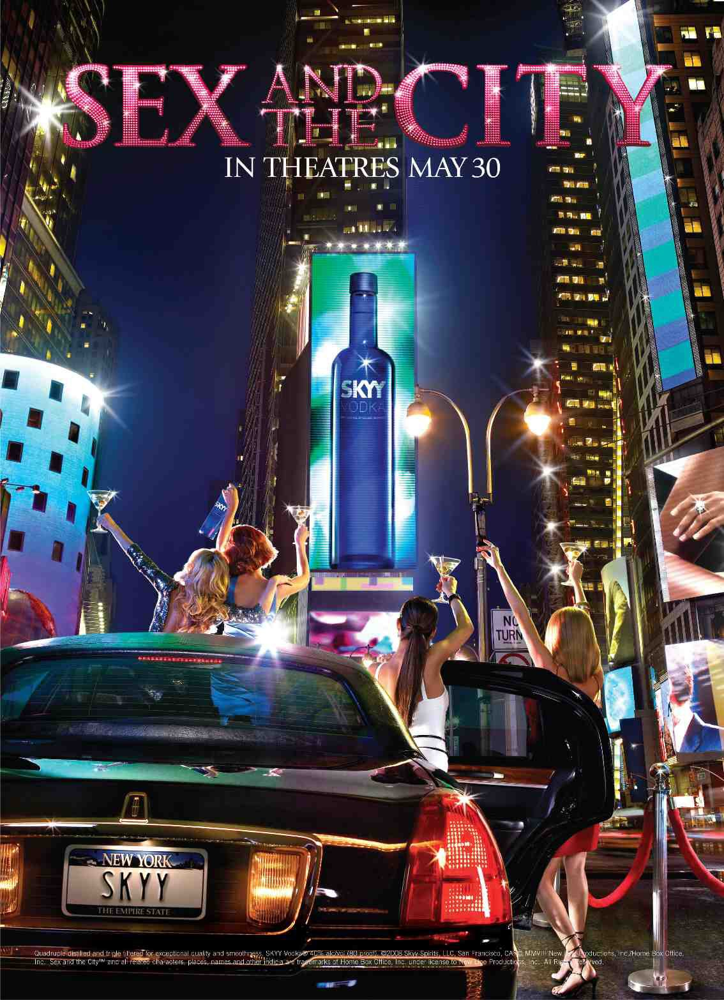 SEX AND THE CITY
IN THEATRES MAY 30
SKYY
VODKA
SKYY
NO
TURN
NEW YORK
SKYY
THE EMPIRE STATE
Quadruple distilled and triple filtered for exceptional quality and smoothness. SKYY Vodka® 40% alc/vol (80 proof). ©2008 Skyy Spirits, LLC, San Francisco, CA. © MMVIII New Line Productions, Inc./Home Box Office,
Inc. Sex and the City™ and all related characters, places, names and other indicia are trademarks of Home Box Office, Inc. under license to New Line Productions, Inc. All Rights Reserved.